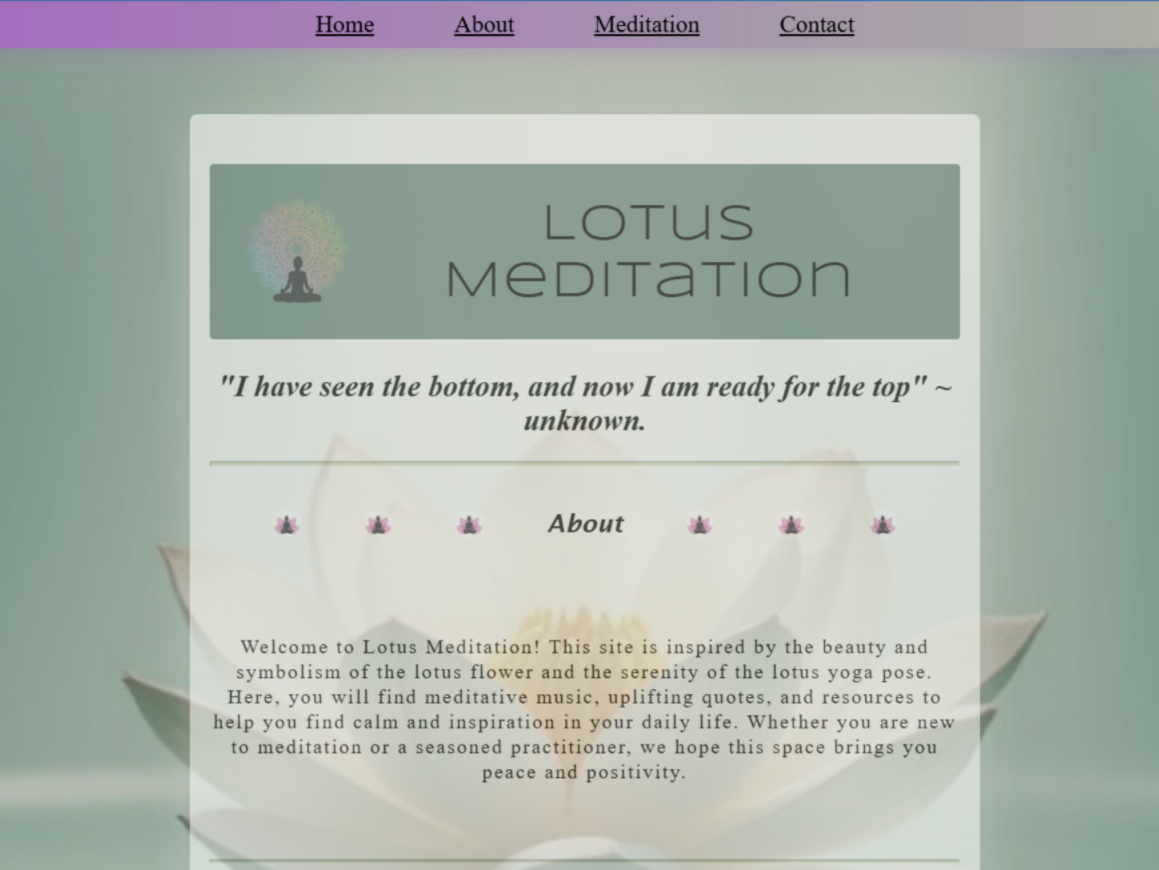 Home About Meditation Contact
LOTUS
MEDITATION
"I have seen the bottom, and now I am ready for the top" ~
unknown.
About
Welcome to Lotus Meditation! This site is inspired by the beauty and
symbolism of the lotus flower and the serenity of the lotus yoga pose.
Here, you will find meditative music, uplifting quotes, and resources to
help you find calm and inspiration in your daily life. Whether you are new
to meditation or a seasoned practitioner, we hope this space brings you
peace and positivity.